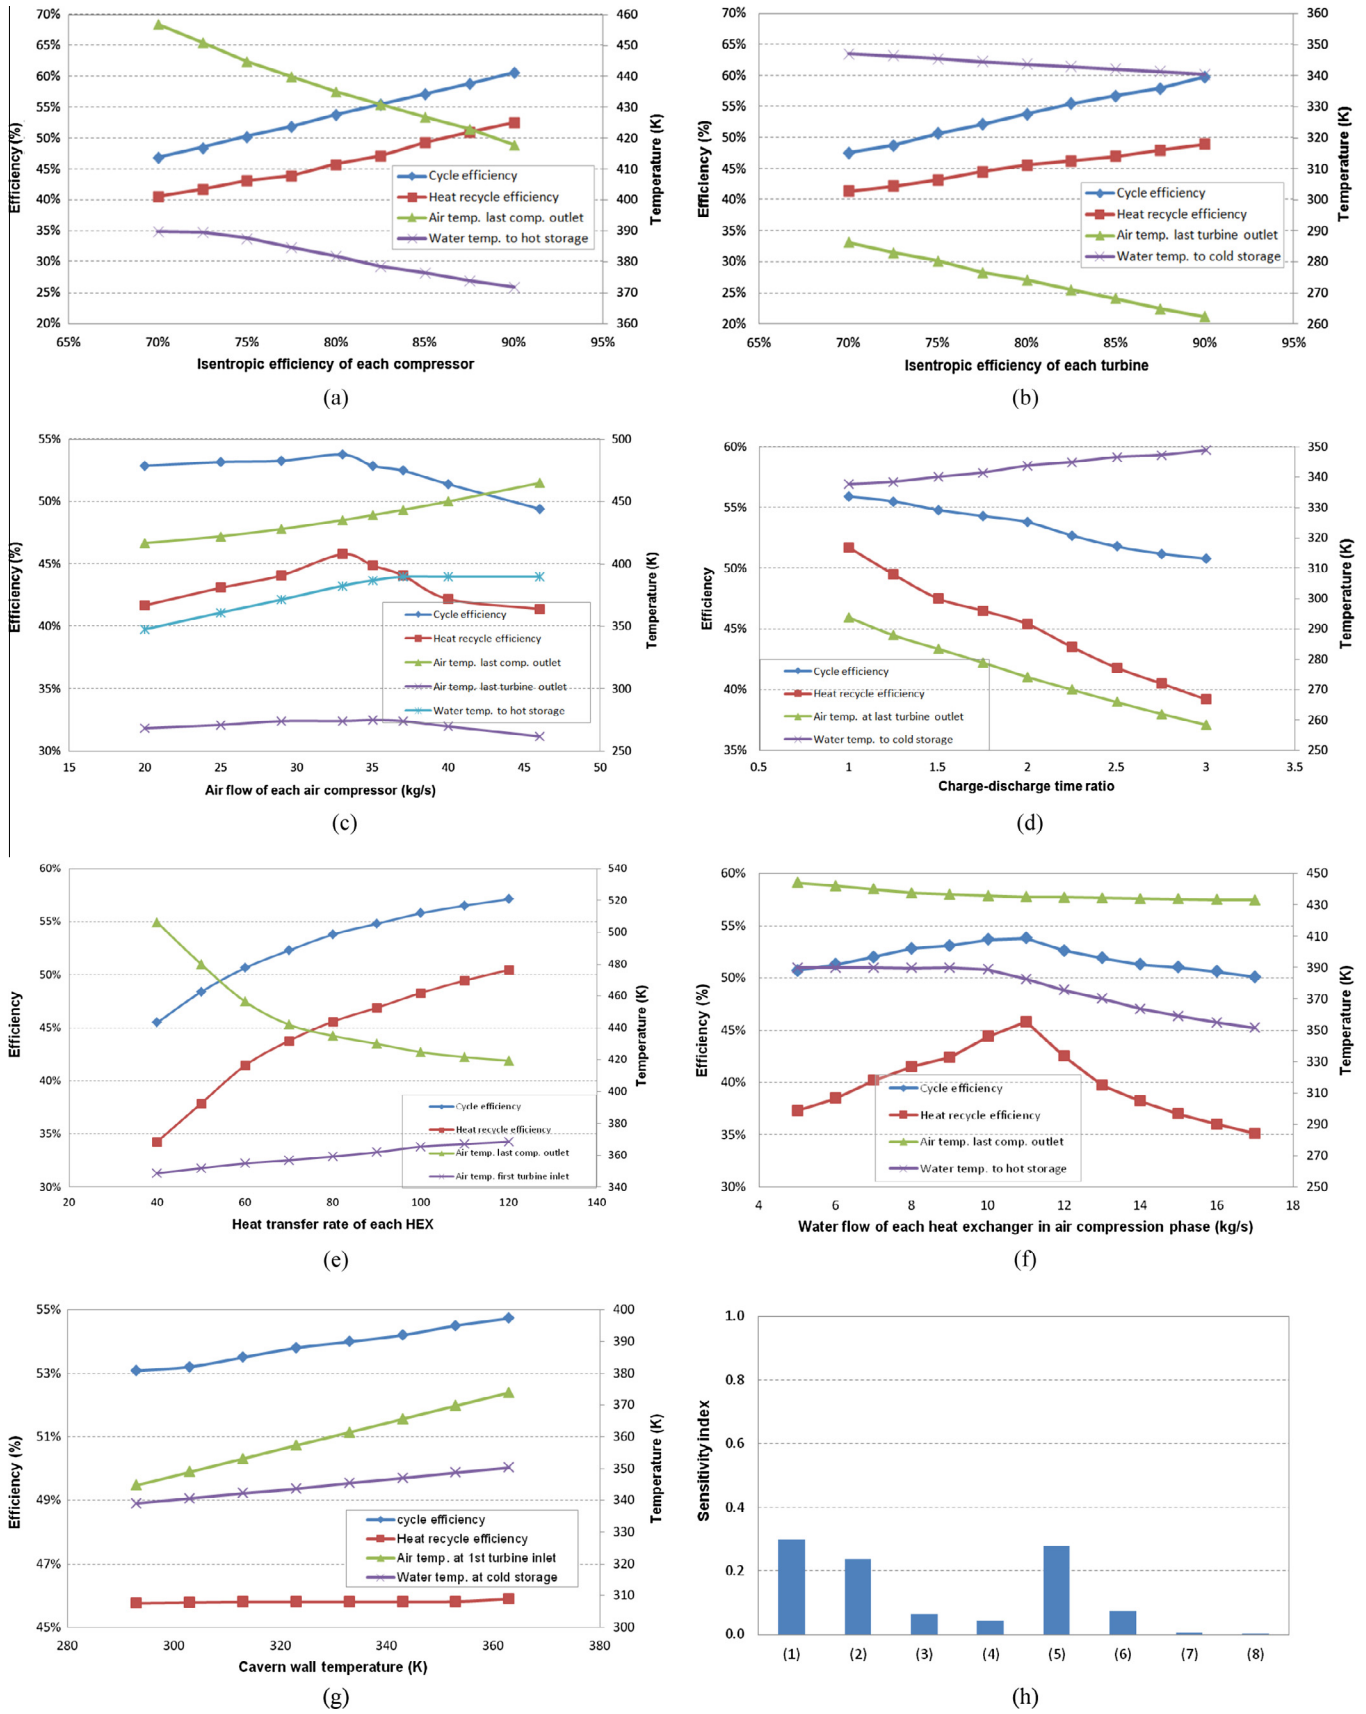 70%
65%
60%
55%
50%
45%
40%
35%
30%
25%
20%
460
450
440
430
420
410
400
390
380
370
360
Efficiency (%)
Temperature (K)
Cycle efficiency
Heat recycle efficiency
Air temp. last comp. outlet
Water temp. to hot storage
65% 70% 75% 80% 85% 90% 95%
Isentropic efficiency of each compressor
(a)
70%
65%
60%
55%
50%
45%
40%
35%
30%
25%
20%
360
350
340
330
320
310
300
290
280
270
260
Efficiency (%)
Temperature (K)
Cycle efficiency
Heat recycle efficiency
Air temp. last turbine outlet
Water temp. to cold storage
65% 70% 75% 80% 85% 90% 95%
Isentropic efficiency of each turbine
(b)
55%
50%
45%
40%
35%
30%
500
450
400
350
300
250
Efficiency (%)
Temperature (K)
Cycle efficiency
Heat recycle efficiency
Air temp. last comp. outlet
Air temp. last turbine outlet
Water temp. to hot storage
15 20 25 30 35 40 45 50
Air flow of each air compressor (kg/s)
(c)
60%
55%
50%
45%
40%
35%
350
340
330
320
310
300
290
280
270
260
250
Efficiency
Temperature (K)
Cycle efficiency
Heat recycle efficiency
Air temp. at last turbine outlet
Water temp. to cold storage
0.5 1 1.5 2 2.5 3 3.5
Charge-discharge time ratio
(d)
60%
55%
50%
45%
40%
35%
30%
540
520
500
480
460
440
420
400
380
360
340
Efficiency
Temperature (K)
Cycle efficiency
Heat recycle efficiency
Air temp. last comp. outlet
Air temp. first turbine inlet
20 40 60 80 100 120 140
Heat transfer rate of each HEX
(e)
60%
55%
50%
45%
40%
35%
30%
450
430
410
390
370
350
330
310
290
270
250
Efficiency (%)
Temperature (K)
Cycle efficiency
Heat recycle efficiency
Air temp. last comp. outlet
Water temp. to hot storage
4 6 8 10 12 14 16 18
Water flow of each heat exchanger in air compression phase (kg/s)
(f)
55%
53%
51%
49%
47%
45%
400
390
380
370
360
350
340
330
320
310
300
Efficiency (%)
Temperature (K)
cycle efficiency
Heat recycle efficiency
Air temp. at 1st turbine inlet
Water temp. at cold storage
280 300 320 340 360 380
Cavern wall temperature (K)
(g)
1.0
0.8
0.6
0.4
0.2
0.0
Sensitivity index
(1) (2) (3) (4) (5) (6) (7) (8)
(h)